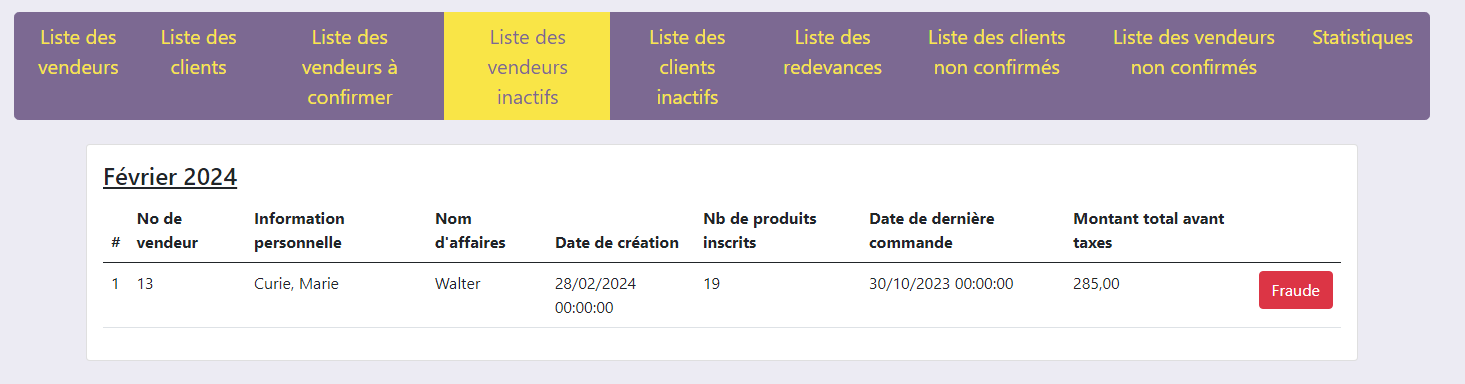 Liste des vendeurs
Liste des clients
Liste des vendeurs à confirmer
Liste des vendeurs inactifs
Liste des clients inactifs
Liste des redevances
Liste des clients non confirmés
Liste des vendeurs non confirmés
Statistiques
Février 2024
# No de vendeur Information personnelle Nom d'affaires Date de création Nb de produits inscrits Date de dernière commande Montant total avant taxes
1 13 Curie, Marie Walter 28/02/2024 00:00:00 19 30/10/2023 00:00:00 285,00 Fraude